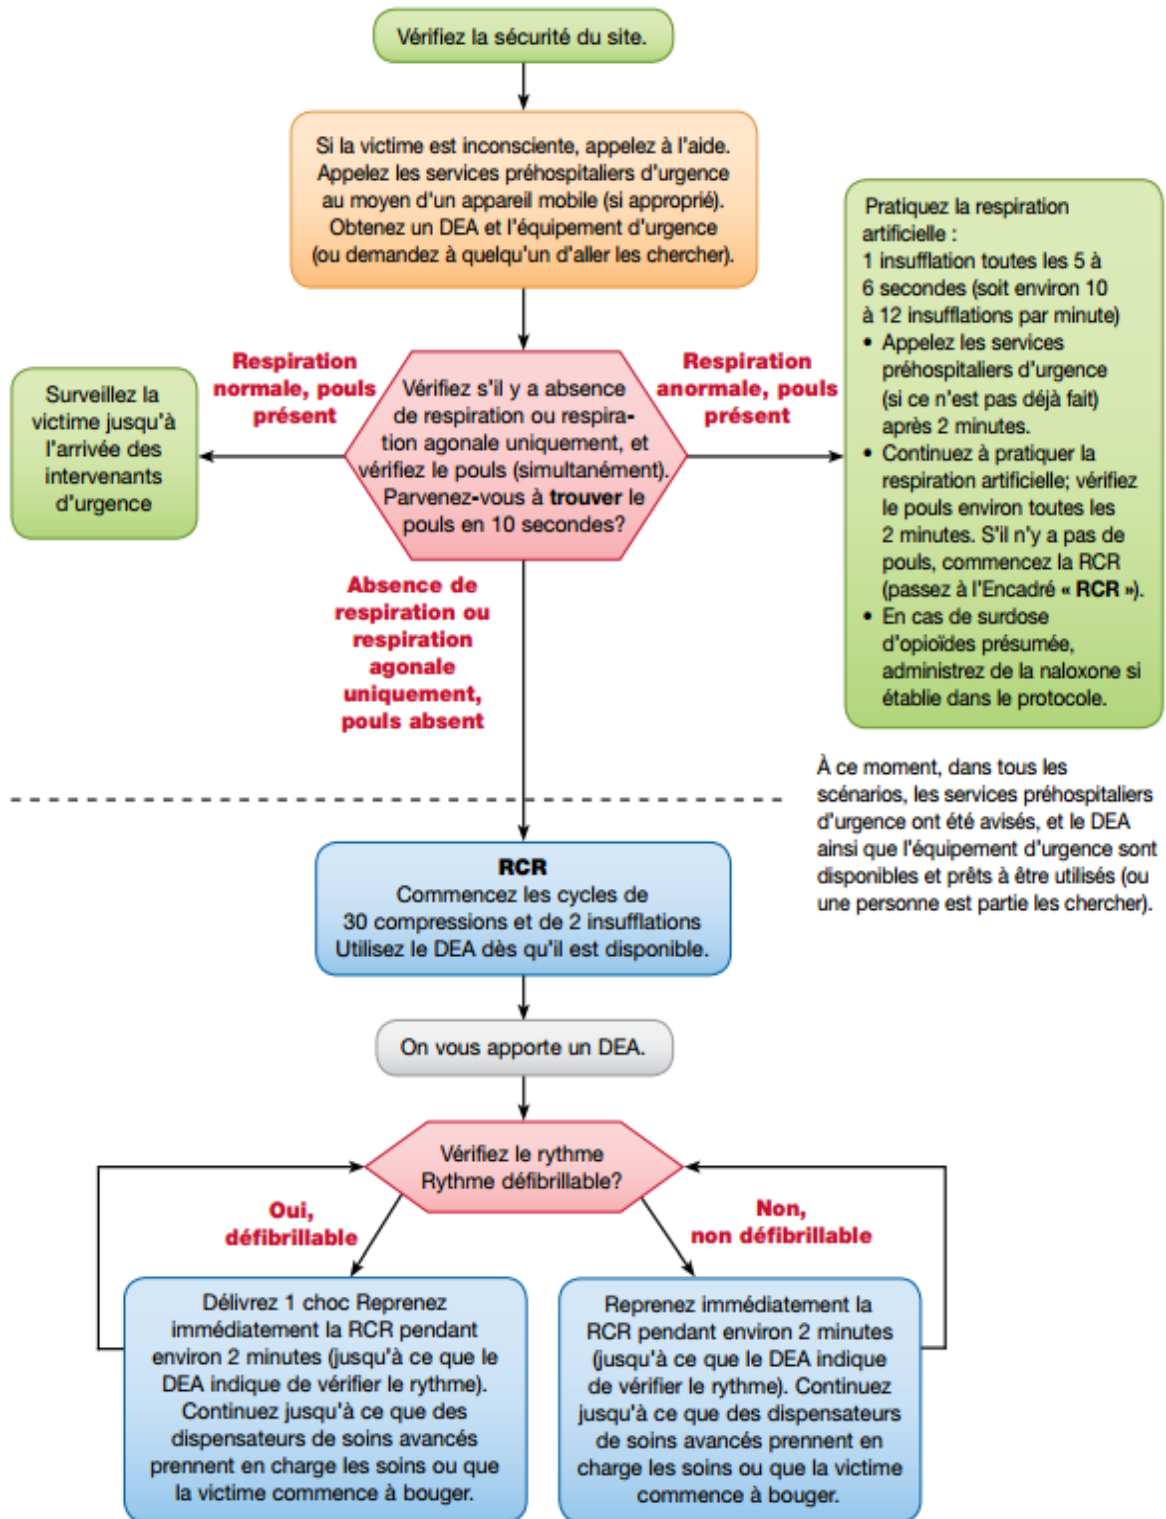 Vérifiez la sécurité du site.
Si la victime est inconsciente, appelez à l'aide.
Appelez les services préhospitaliers d'urgence
au moyen d'un appareil mobile (si approprié).
Obtenez un DEA et l'équipement d'urgence
(ou demandez à quelqu'un d'aller les chercher).
Respiration
normale, pouls
présent
Surveillez la
victime jusqu'à
l'arrivée des
intervenants
d'urgence
Vérifiez s'il y a absence
de respiration ou respira-
tion agonale uniquement, et
vérifiez le pouls (simultanément).
Parvenez-vous à trouver le
pouls en 10 secondes?
Respiration
anormale, pouls
présent
Pratiquez la respiration
artificielle :
1 insufflation toutes les 5 à
6 secondes (soit environ 10
à 12 insufflations par minute)
• Appelez les services
préhospitaliers d'urgence
(si ce n'est pas déjà fait)
après 2 minutes.
• Continuez à pratiquer la
respiration artificielle; vérifiez
le pouls environ toutes les
2 minutes. S'il n'y a pas de
pouls, commencez la RCR
(passez à l'Encadré « RCR »).
• En cas de surdose
d'opioïdes présumée,
administrez de la naloxone si
établie dans le protocole.
Absence de
respiration ou
respiration
agonale
uniquement,
pouls absent
À ce moment, dans tous les
scénarios, les services préhospitaliers
d'urgence ont été avisés, et le DEA
ainsi que l'équipement d'urgence sont
disponibles et prêts à être utilisés (ou
une personne est partie les chercher).
RCR
Commencez les cycles de
30 compressions et de 2 insufflations
Utilisez le DEA dès qu'il est disponible.
On vous apporte un DEA.
Vérifiez le rythme
Rythme défibrillable?
Oui,
défibrillable
Non,
non défibrillable
Délivrez 1 choc Reprenez
immédiatement la RCR pendant
environ 2 minutes (jusqu'à ce que le
DEA indique de vérifier le rythme).
Continuez jusqu'à ce que des
dispensateurs de soins avancés
prennent en charge les soins ou que
la victime commence à bouger.
Reprenez immédiatement la
RCR pendant environ 2 minutes
(jusqu'à ce que le DEA indique
de vérifier le rythme). Continuez
jusqu'à ce que des dispensateurs
de soins avancés prennent en
charge les soins ou que la victime
commence à bouger.